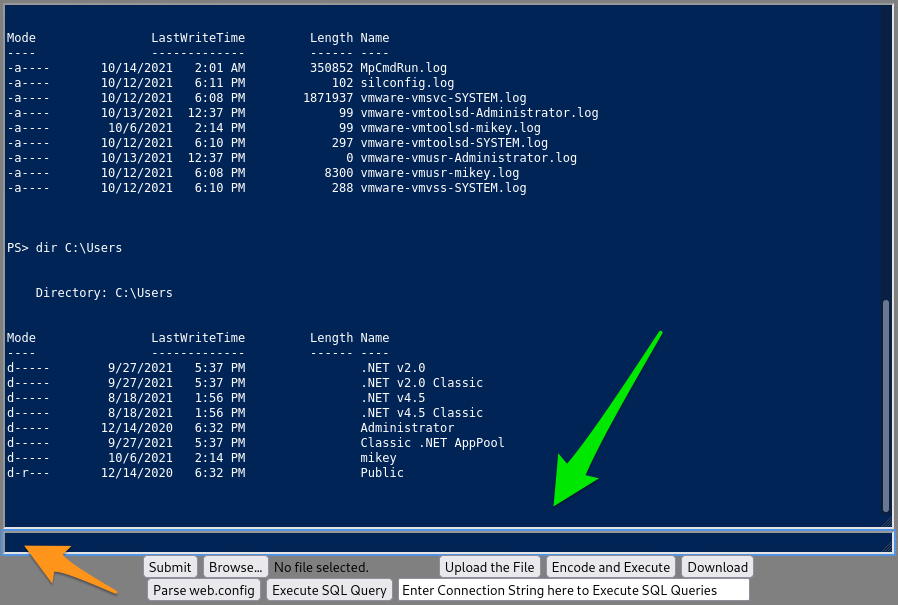 Mode                LastWriteTime         Length Name
----                -------------         ------ ----
-a----       10/14/2021   2:01 AM         350852 MpCmdRun.log
-a----       10/12/2021   6:11 PM            102 silconfig.log
-a----       10/12/2021   6:08 PM        1871937 vmware-vmsvc-SYSTEM.log
-a----       10/13/2021  12:37 PM             99 vmware-vmtoolsd-Administrator.log
-a----        10/6/2021   2:14 PM             99 vmware-vmtoolsd-mikey.log
-a----       10/12/2021   6:10 PM            297 vmware-vmtoolsd-SYSTEM.log
-a----       10/13/2021  12:37 PM              0 vmware-vmusr-Administrator.log
-a----       10/12/2021   6:08 PM           8300 vmware-vmusr-mikey.log
-a----       10/12/2021   6:10 PM            288 vmware-vmvss-SYSTEM.log
PS> dir C:\Users
Directory: C:\Users
Mode                LastWriteTime         Length Name
----                -------------         ------ ----
d-----        9/27/2021   5:37 PM                .NET v2.0
d-----        9/27/2021   5:37 PM                .NET v2.0 Classic
d-----        8/18/2021   1:56 PM                .NET v4.5
d-----        8/18/2021   1:56 PM                .NET v4.5 Classic
d-----       12/14/2020   6:32 PM                Administrator
d-----        9/27/2021   5:37 PM                Classic .NET AppPool
d-----        10/6/2021   2:14 PM                mikey
d-r---       12/14/2020   6:32 PM                Public
Submit Browse... No file selected. Upload the File Encode and Execute Download
Parse web.config Execute SQL Query Enter Connection String here to Execute SQL Queries